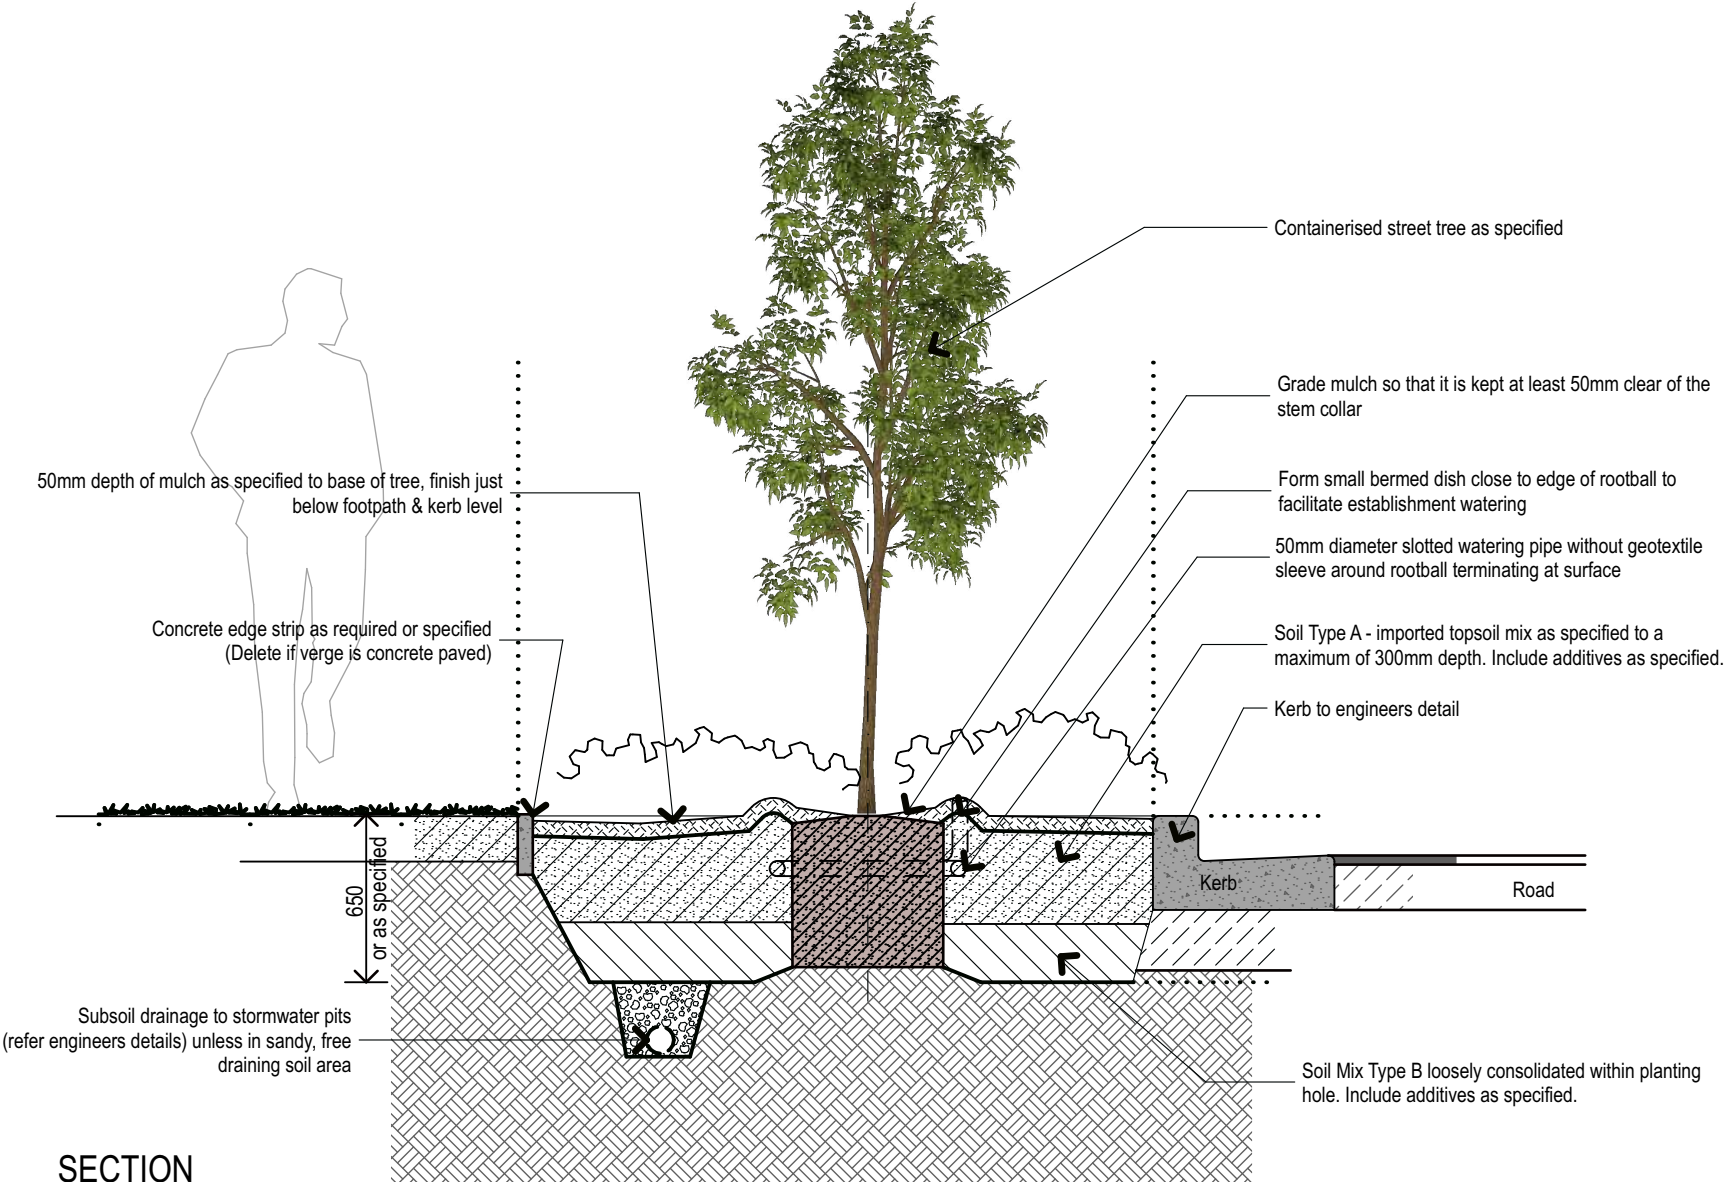 Containerised street tree as specified
Grade mulch so that it is kept at least 50mm clear of the
stem collar
50mm depth of mulch as specified to base of tree, finish just
below footpath & kerb level
Form small bermed dish close to edge of rootball to
facilitate establishment watering
50mm diameter slotted watering pipe without geotextile
sleeve around rootball terminating at surface
Concrete edge strip as required or specified
(Delete if verge is concrete paved)
Soil Type A - imported topsoil mix as specified to a
maximum of 300mm depth. Include additives as specified.
Kerb to engineers detail
650
or as specified
Kerb
Road
Subsoil drainage to stormwater pits
(refer engineers details) unless in sandy, free
draining soil area
Soil Mix Type B loosely consolidated within planting
hole. Include additives as specified.
SECTION